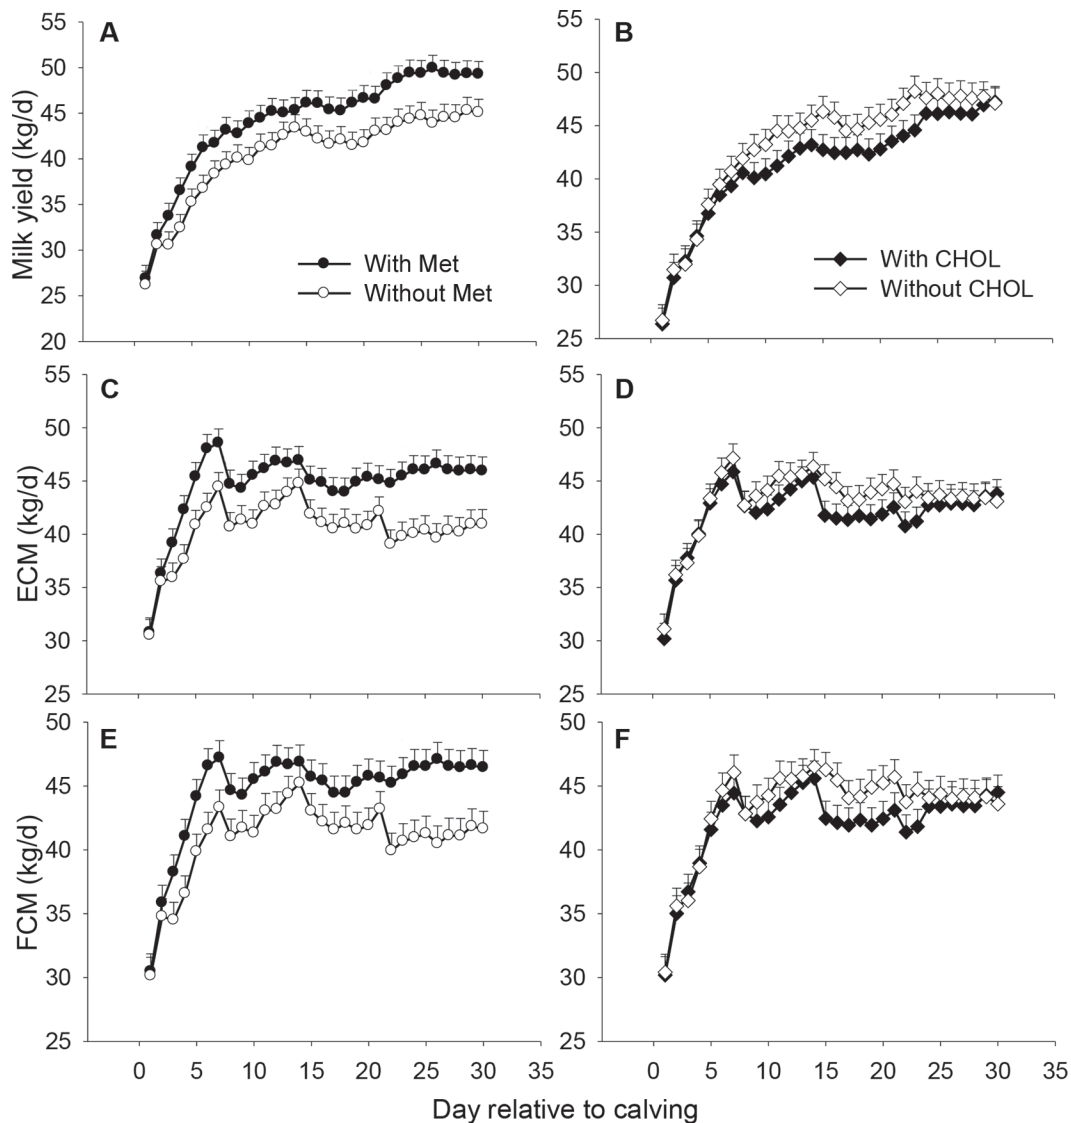 A
Milk yield (kg/d)
55
50
45
40
35
30
25
20
With Met
Without Met
B
55
50
45
40
35
30
25
With CHOL
Without CHOL
C
ECM (kg/d)
55
50
45
40
35
30
25
D
55
50
45
40
35
30
25
E
FCM (kg/d)
50
45
40
35
30
25
0 5 10 15 20 25 30 35
F
50
45
40
35
30
25
0 5 10 15 20 25 30 35
Day relative to calving